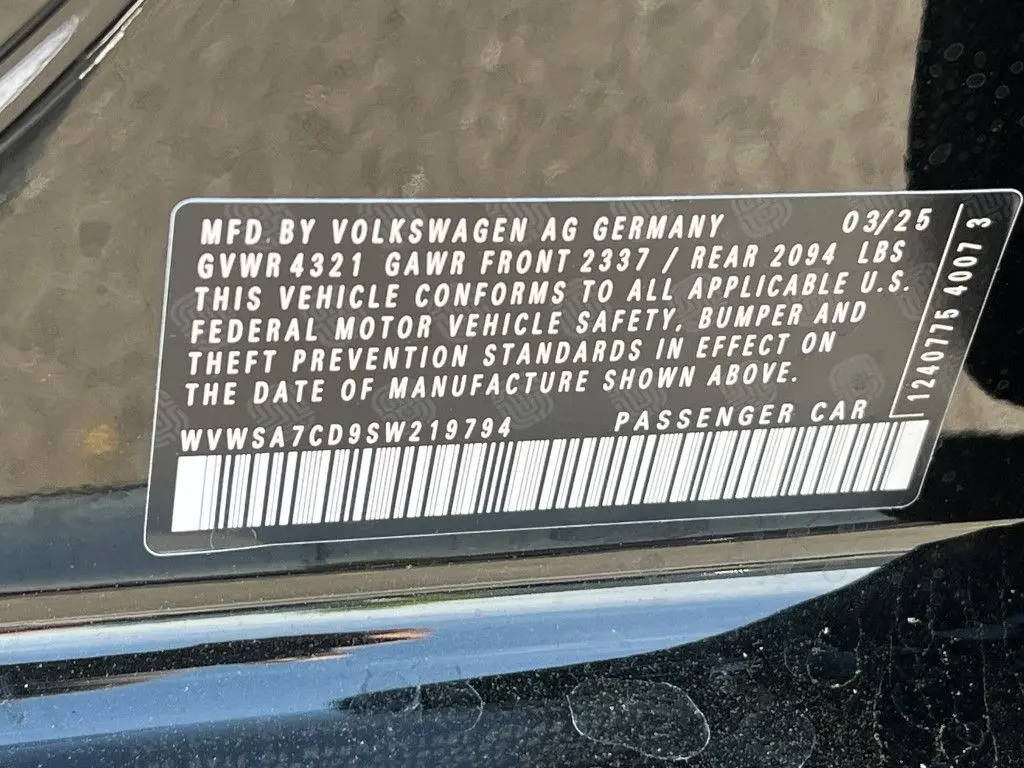 MFD. BY VOLKSWAGEN AG GERMANY 03/25
GVWR 4321 GAWR FRONT 2337 / REAR 2094 LBS
THIS VEHICLE CONFORMS TO ALL APPLICABLE U.S.
FEDERAL MOTOR VEHICLE SAFETY, BUMPER AND
THEFT PREVENTION STANDARDS IN EFFECT ON
THE DATE OF MANUFACTURE SHOWN ABOVE.
WVWSA7CD9SW219794 PASSENGER CAR
1240775 4007 3